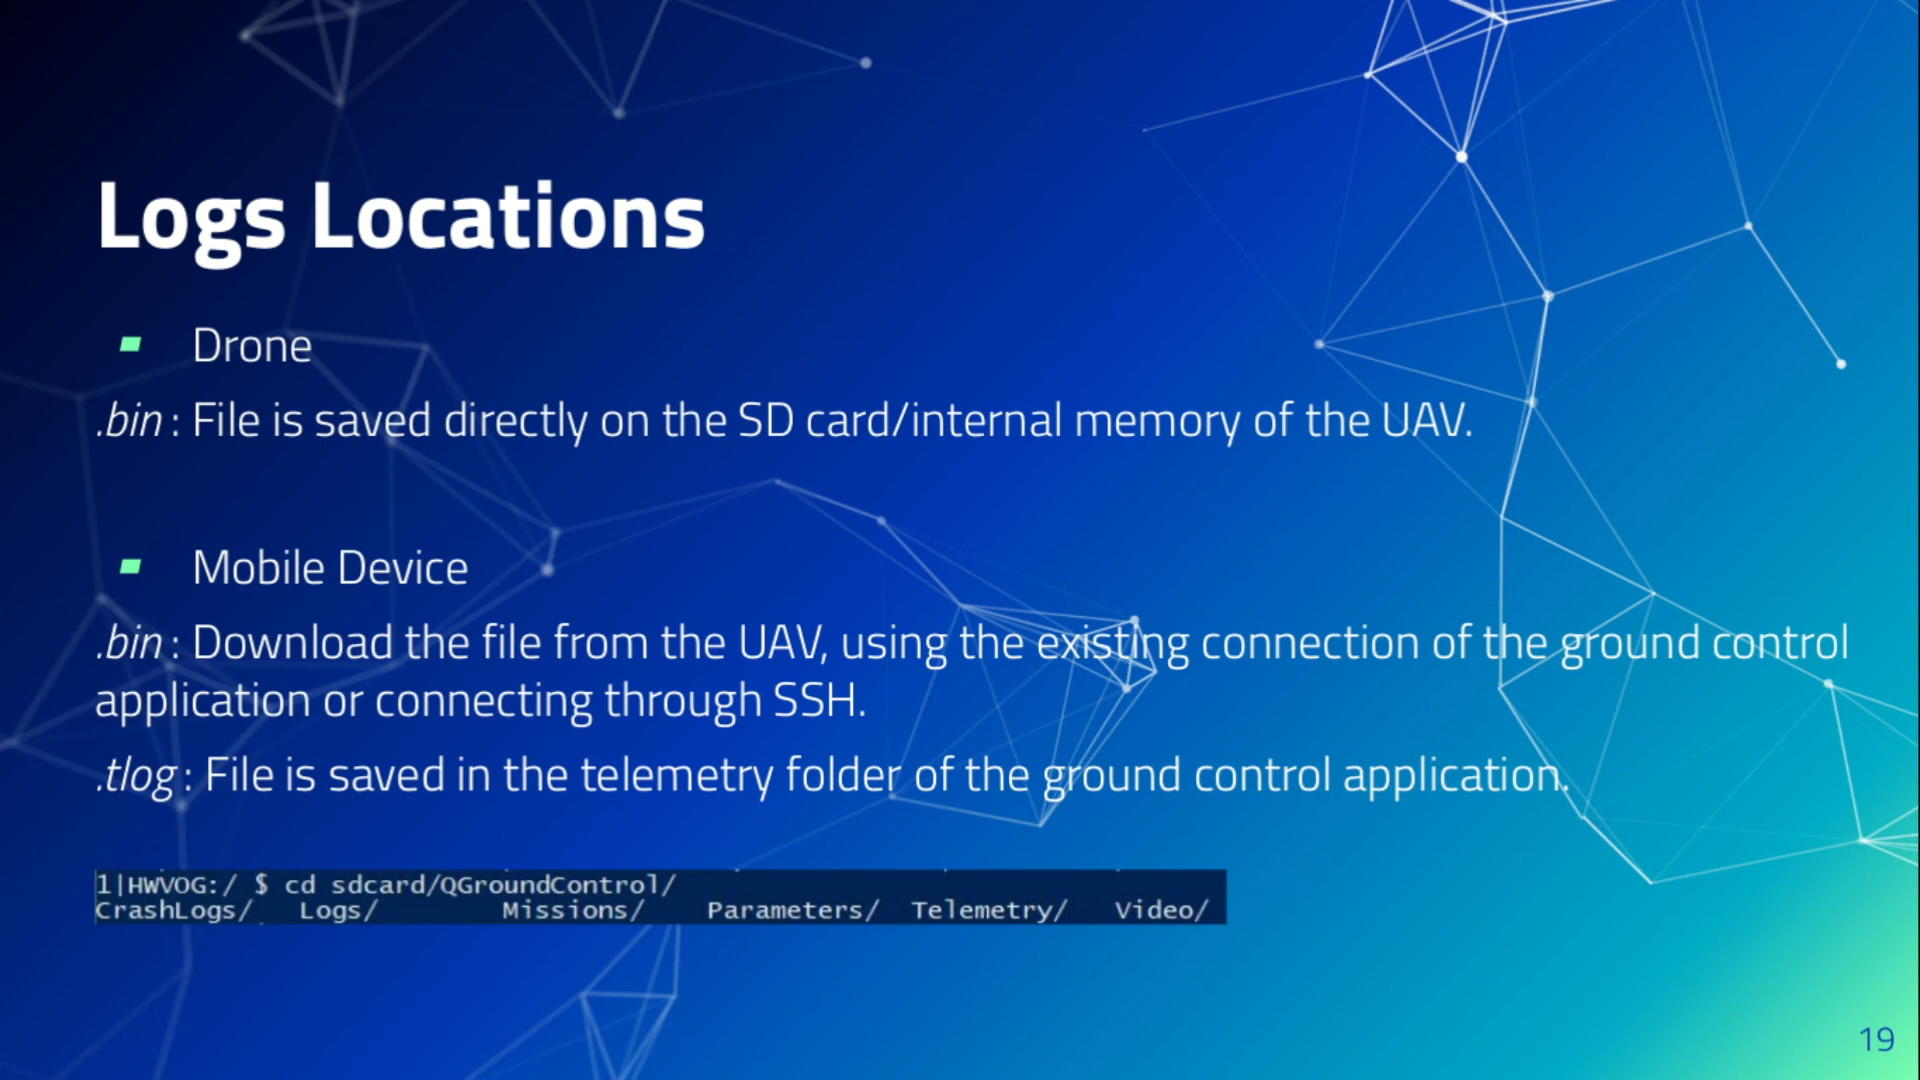 Logs Locations
Drone
.bin : File is saved directly on the SD card/internal memory of the UAV.
Mobile Device
.bin : Download the file from the UAV, using the existing connection of the ground control
application or connecting through SSH.
.tlog : File is saved in the telemetry folder of the ground control application.
1|HWVOG:/ $ cd sdcard/QGroundControl/
CrashLogs/ Logs/ Missions/ Parameters/ Telemetry/ Video/
19